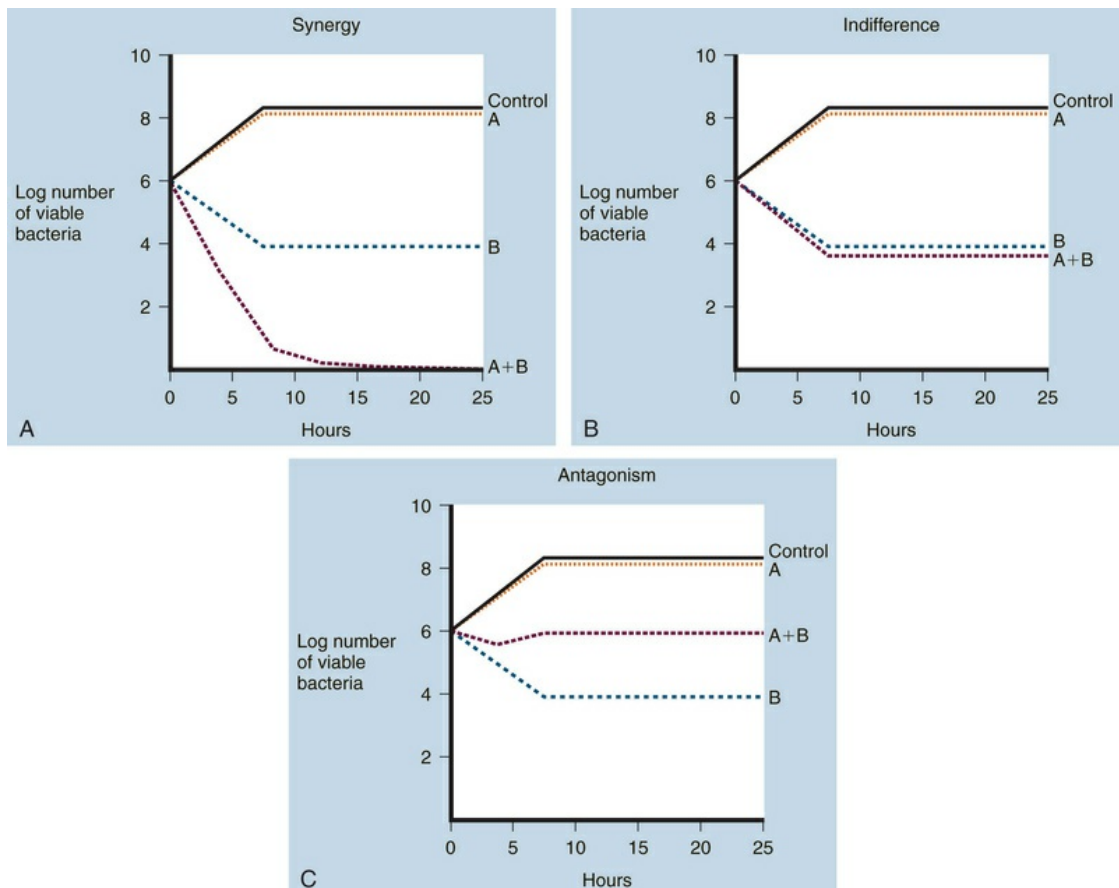 Synergy
10
8
6
4
2
Log number
of viable
bacteria
Control
A
B
A+B
0 5 10 15 20 25
Hours
A
Indifference
10
8
6
4
2
Log number
of viable
bacteria
Control
A
B
A+B
0 5 10 15 20 25
Hours
B
Antagonism
10
8
6
4
2
Log number
of viable
bacteria
Control
A
A+B
B
0 5 10 15 20 25
Hours
C